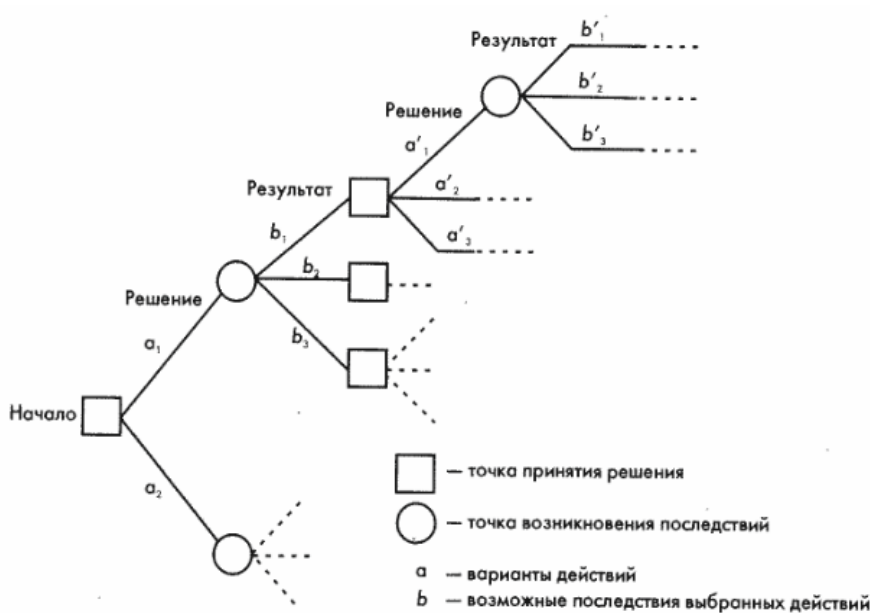 Результат
b′₁
b′₂
b′₃
Решение
a′₁
a′₂
a′₃
Результат
b₁
b₂
b₃
Решение
a₁
Начало
a₂
— точка принятия решения
— точка возникновения последствий
a — варианты действий
b — возможные последствия выбранных действий